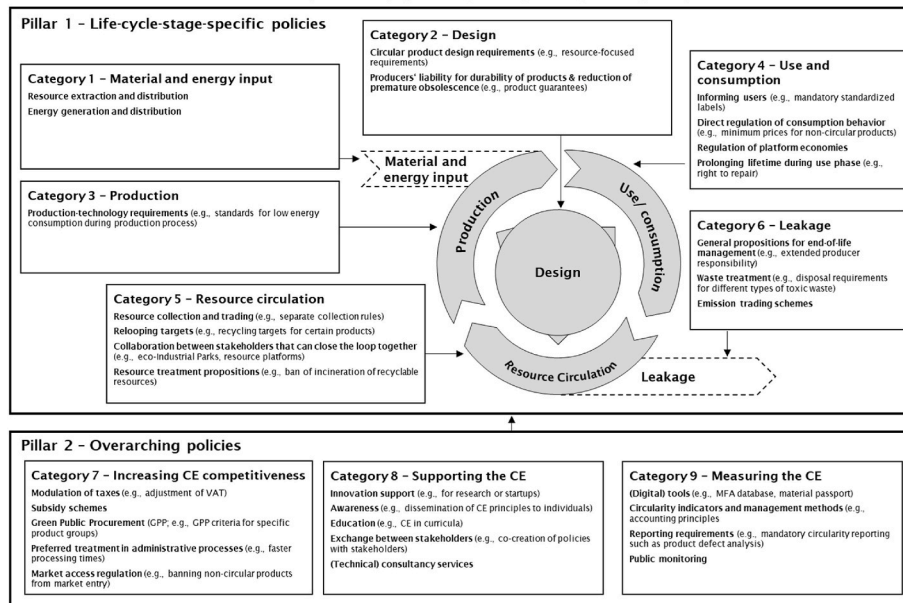 Pillar 1 – Life-cycle-stage-specific policies
Category 1 – Material and energy input
Resource extraction and distribution
Energy generation and distribution
Category 2 – Design
Circular product design requirements (e.g., resource-focused
requirements)
Producers' liability for durability of products & reduction of
premature obsolescence (e.g., product guarantees)
Category 4 – Use and
consumption
Informing users (e.g., mandatory standardized
labels)
Direct regulation of consumption behavior
(e.g., minimum prices for non-circular products)
Regulation of platform economies
Prolonging lifetime during use phase (e.g.,
right to repair)
Category 3 – Production
Production-technology requirements (e.g., standards for low energy
consumption during production process)
Material and
energy input
Production
Use/ consumption
Design
Resource Circulation
Leakage
Category 6 – Leakage
General propositions for end-of-life
management (e.g., extended producer
responsibility)
Waste treatment (e.g., disposal requirements
for different types of toxic waste)
Emission trading schemes
Category 5 – Resource circulation
Resource collection and trading (e.g., separate collection rules)
Relooping targets (e.g., recycling targets for certain products)
Collaboration between stakeholders that can close the loop together
(e.g., eco-Industrial Parks, resource platforms)
Resource treatment propositions (e.g., ban of incineration of recyclable
resources)
Pillar 2 – Overarching policies
Category 7 – Increasing CE competitiveness
Modulation of taxes (e.g., adjustment of VAT)
Subsidy schemes
Green Public Procurement (GPP; e.g., GPP criteria for specific
product groups)
Preferred treatment in administrative processes (e.g., faster
processing times)
Market access regulation (e.g., banning non-circular products
from market entry)
Category 8 – Supporting the CE
Innovation support (e.g., for research or startups)
Awareness (e.g., dissemination of CE principles to individuals)
Education (e.g., CE in curricula)
Exchange between stakeholders (e.g., co-creation of policies
with stakeholders)
(Technical) consultancy services
Category 9 – Measuring the CE
(Digital) tools (e.g., MFA database, material passport)
Circularity indicators and management methods (e.g.,
accounting principles
Reporting requirements (e.g., mandatory circularity reporting
such as product defect analysis)
Public monitoring